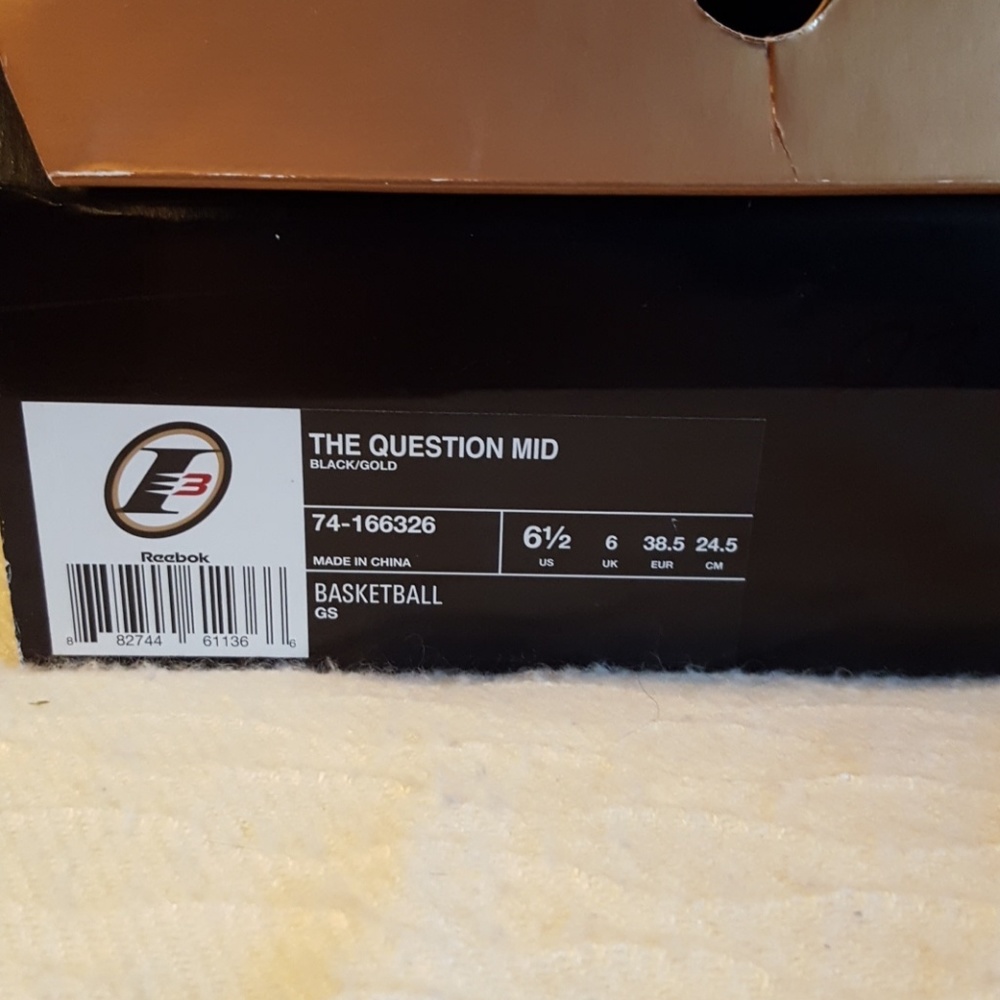 I3
Reebok
8 82744 61136 6
THE QUESTION MID
BLACK/GOLD
74-166326
MADE IN CHINA
6½ 6 38.5 24.5
US UK EUR CM
BASKETBALL
GS